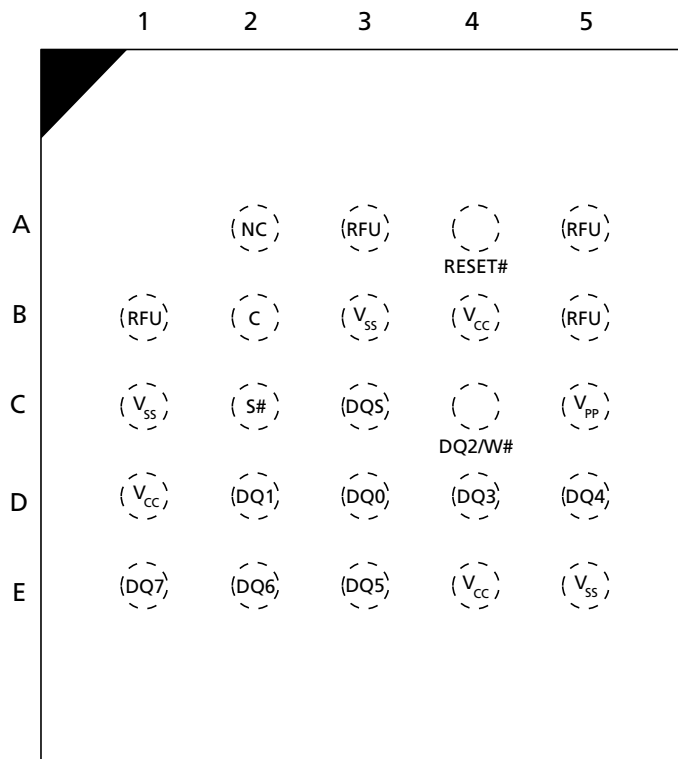 1 2 3 4 5
A NC RFU RFU
RESET#
B RFU C VSS VCC RFU
C VSS S# DQS VPP
DQ2/W#
D VCC DQ1 DQ0 DQ3 DQ4
E DQ7 DQ6 DQ5 VCC VSS